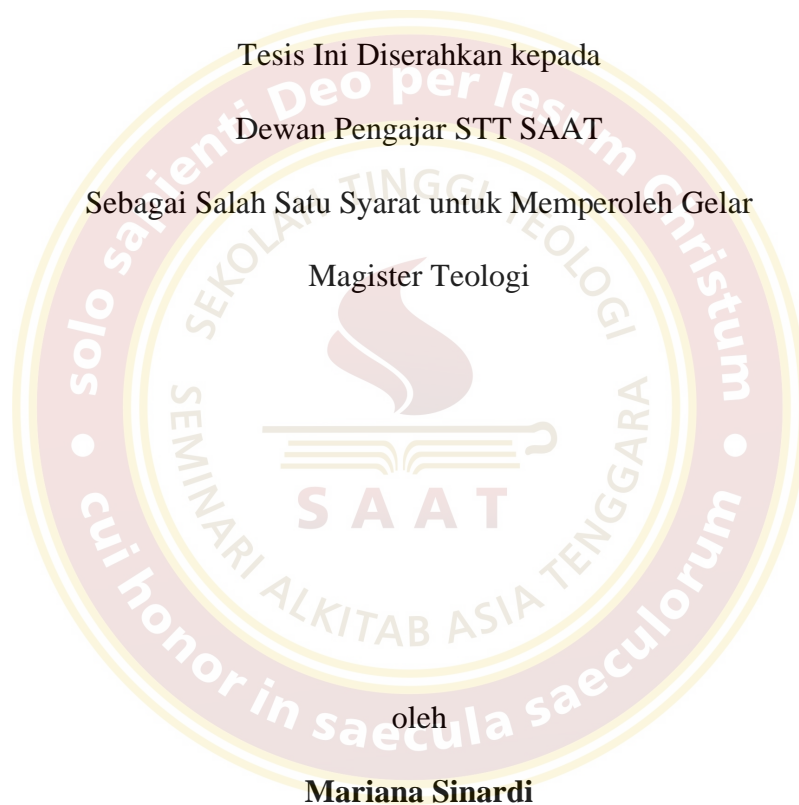 Tesis Ini Diserahkan kepada
Dewan Pengajar STT SAAT
Sebagai Salah Satu Syarat untuk Memperoleh Gelar
Magister Teologi
solo sapienti Deo per Iesum Christum
cui honor in saecula saeculorum
SEKOLAH TINGGI TEOLOGI
SEMINARI ALKITAB ASIA TENGGARA
SAAT
oleh
Mariana Sinardi